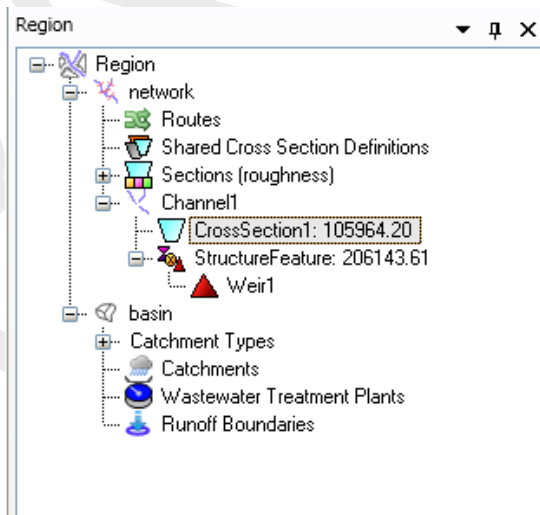 Region
Region
network
Routes
Shared Cross Section Definitions
Sections (roughness)
Channel1
CrossSection1: 105964.20
StructureFeature: 206143.61
Weir1
basin
Catchment Types
Catchments
Wastewater Treatment Plants
Runoff Boundaries